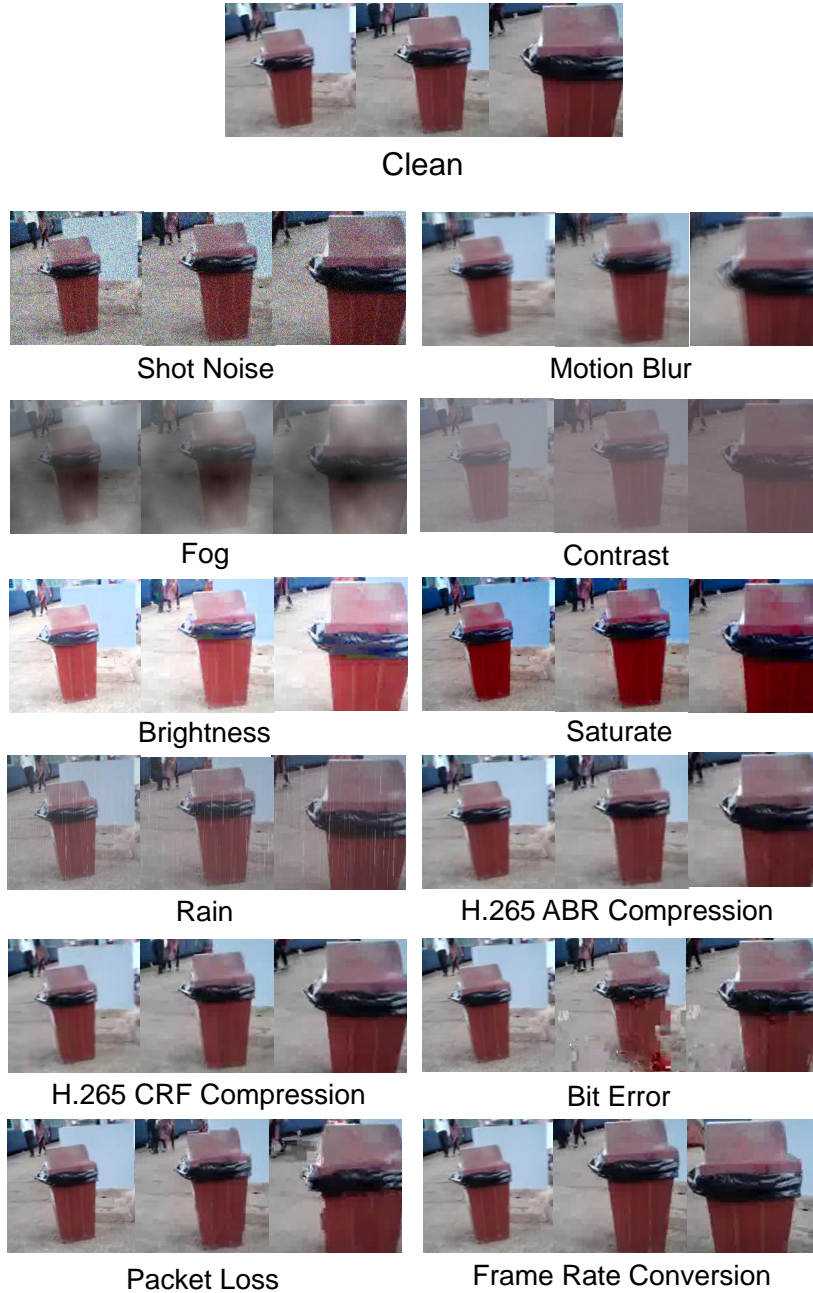 Clean
Shot Noise
Motion Blur
Fog
Contrast
Brightness
Saturate
Rain
H.265 ABR Compression
H.265 CRF Compression
Bit Error
Packet Loss
Frame Rate Conversion